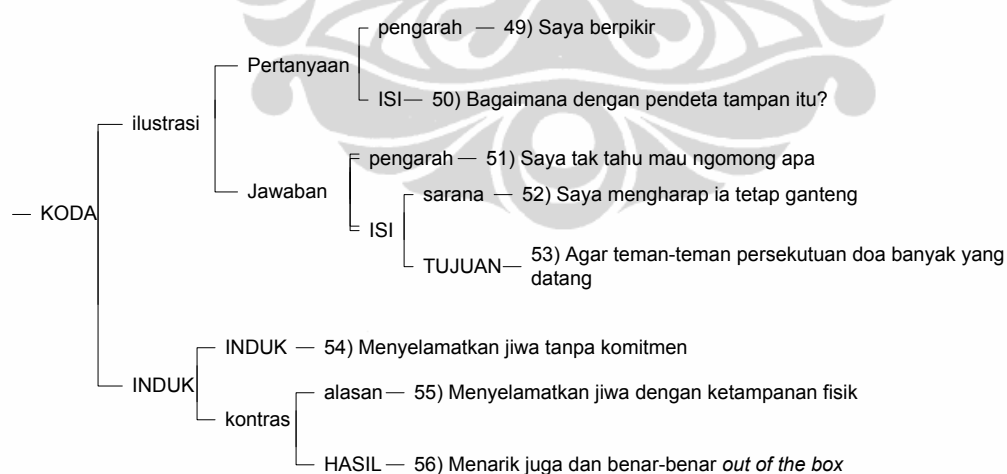 pengarah — 49) Saya berpikir
Pertanyaan
ISI — 50) Bagaimana dengan pendeta tampan itu?
ilustrasi
pengarah — 51) Saya tak tahu mau ngomong apa
Jawaban
sarana — 52) Saya mengharap ia tetap ganteng
— KODA
ISI
TUJUAN — 53) Agar teman-teman persekutuan doa banyak yang
datang
INDUK — 54) Menyelamatkan jiwa tanpa komitmen
INDUK
alasan — 55) Menyelamatkan jiwa dengan ketampanan fisik
kontras
HASIL — 56) Menarik juga dan benar-benar out of the box